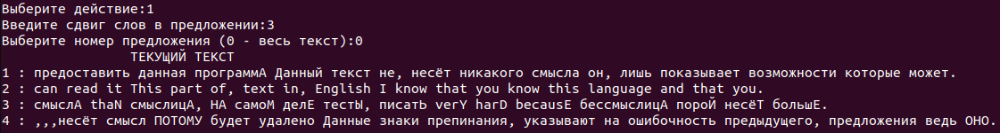 Выберите действие:1
Введите сдвиг слов в предложении:3
Выберите номер предложения (0 - весь текст):0
ТЕКУЩИЙ ТЕКСТ
1 : предоставить данная программА Данный текст не, несёт никакого смысла он, лишь показывает возможности которые может.
2 : can read it This part of, text in, English I know that you know this language and that you.
3 : смыслА thaN смыслицА, НА самоМ делЕ тестЫ, писатЬ verY harD becausE бессмыслицА пороЙ несёТ большЕ.
4 : ,,,несёт смысл ПОТОМУ будет удалено Данные знаки препинания, указывают на ошибочность предыдущего, предложения ведь ОНО.